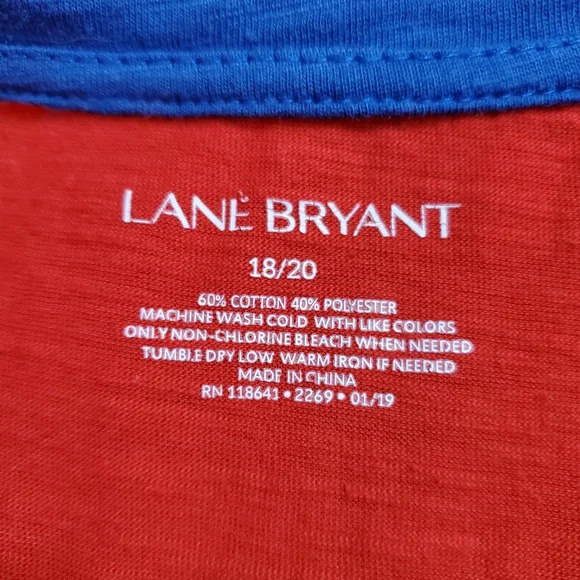 LANE BRYANT
18/20
60% COTTON 40% POLYESTER
MACHINE WASH COLD WITH LIKE COLORS
ONLY NON-CHLORINE BLEACH WHEN NEEDED
TUMBLE DRY LOW WARM IRON IF NEEDED
MADE IN CHINA
RN 118641 • 2269 • 01/19